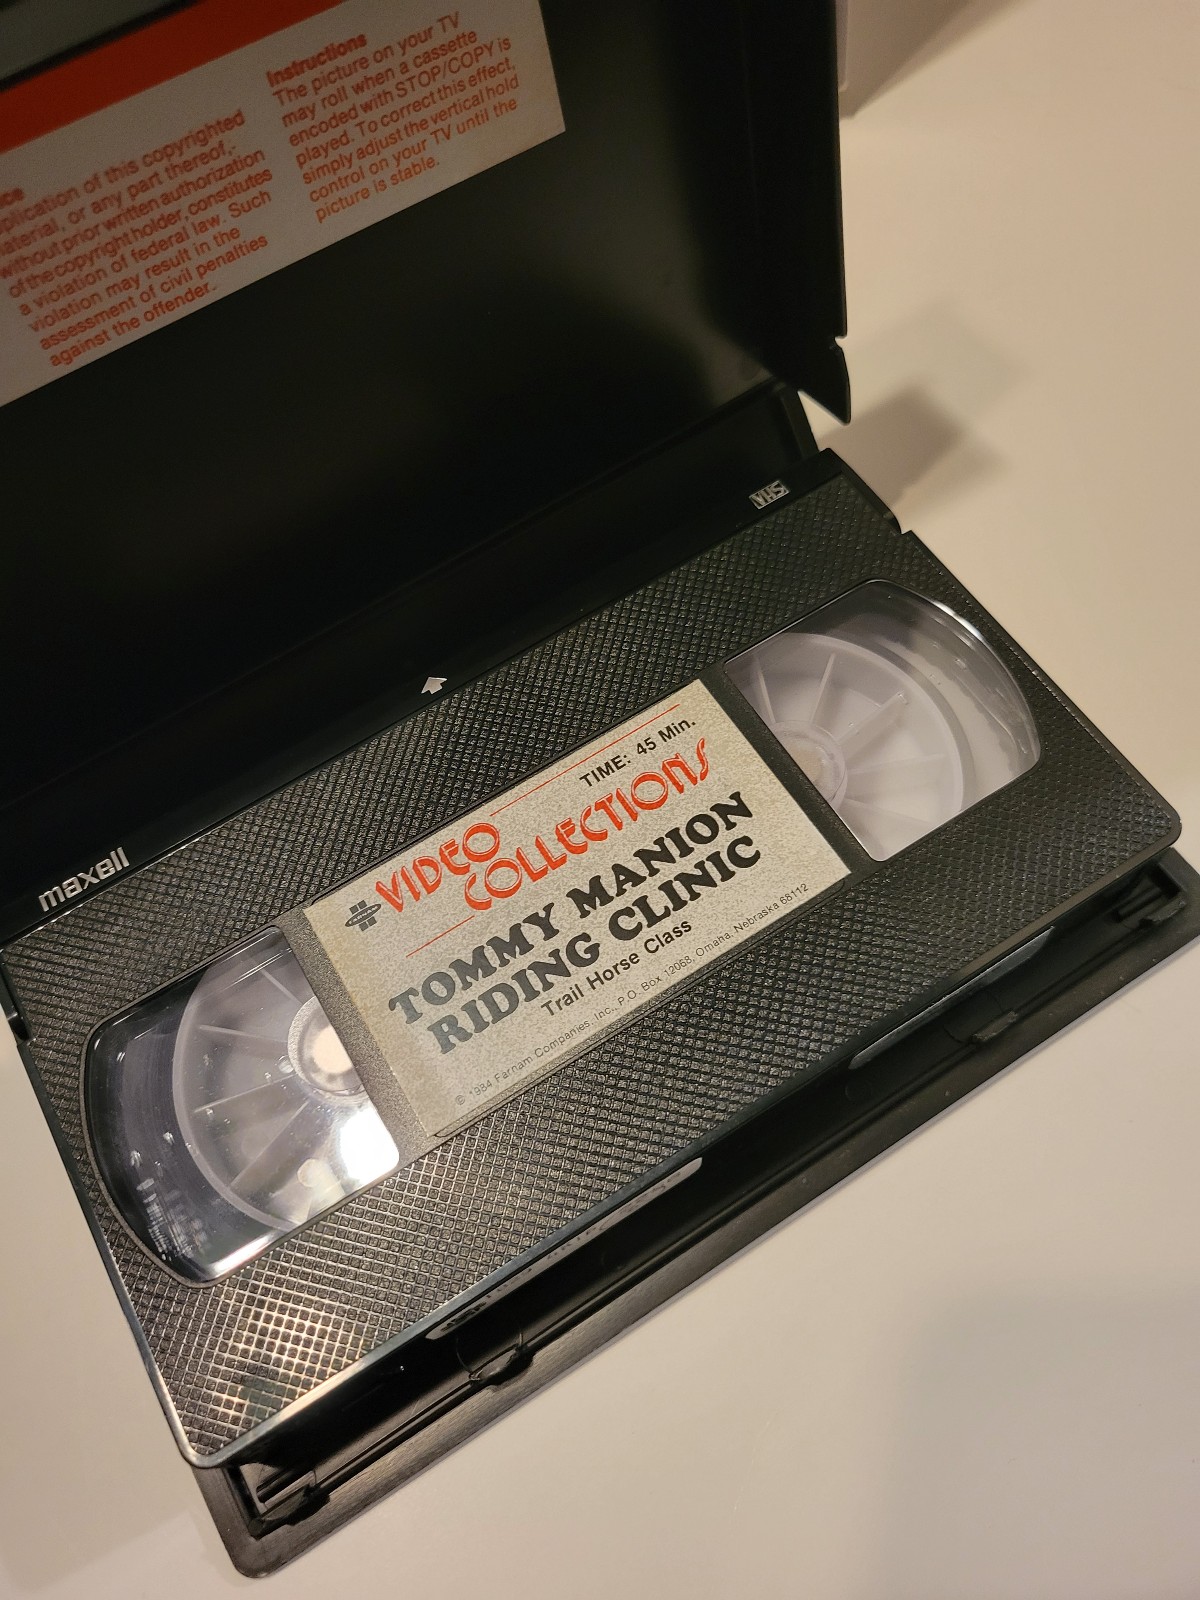 plication of this copyrighted
aterial, or any part thereof,
without prior written authorization
of the copyright holder, constitutes
a violation of federal law. Such
violation may result in the
assessment of civil penalties
against the offender.
Instructions
The picture on your TV
may roll when a cassette
encoded with STOP/COPY is
played. To correct this effect,
simply adjust the vertical hold
control on your TV until the
picture is stable.
VHS
maxell
TIME: 45 Min.
VIDEO
COLLECTIONS
TOMMY MANION
RIDING CLINIC
Trail Horse Class
© 1984 Farnam Companies, Inc., P.O. Box 12068, Omaha, Nebraska 68112